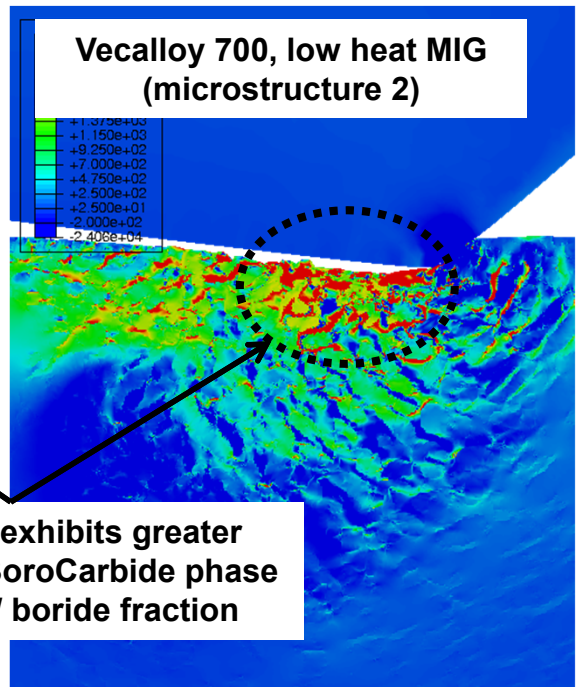 Vecalloy 700, low heat MIG
(microstructure 2)
+1.375e+03
+1.150e+03
+9.250e+02
+7.000e+02
+4.750e+02
+2.500e+02
+2.500e+01
-2.000e+02
-2.406e+04
exhibits greater
BoroCarbide phase
boride fraction